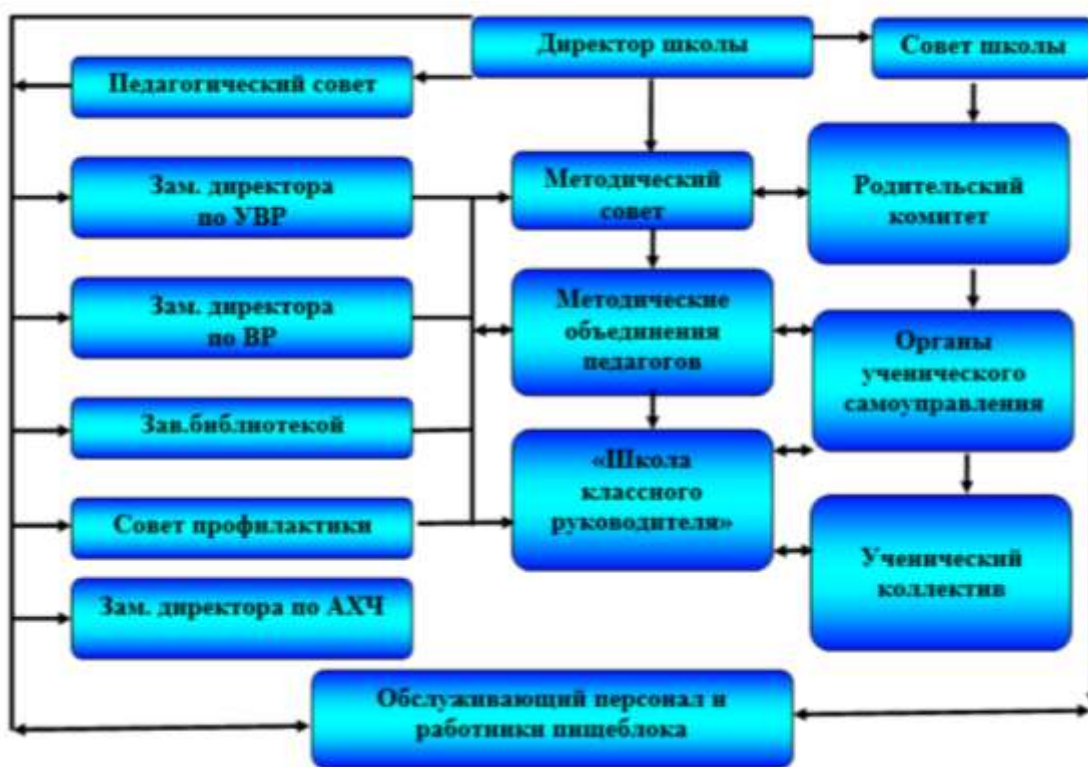 Директор школы
Совет школы
Педагогический совет
Зам. директора
по УВР
Методический
совет
Родительский
комитет
Зам. директора
по ВР
Методические
объединения
педагогов
Органы
ученического
самоуправления
Зав.библиотекой
«Школа
классного
руководителя»
Совет профилактики
Ученический
коллектив
Зам. директора по АХЧ
Обслуживающий персонал и
работники пищеблока